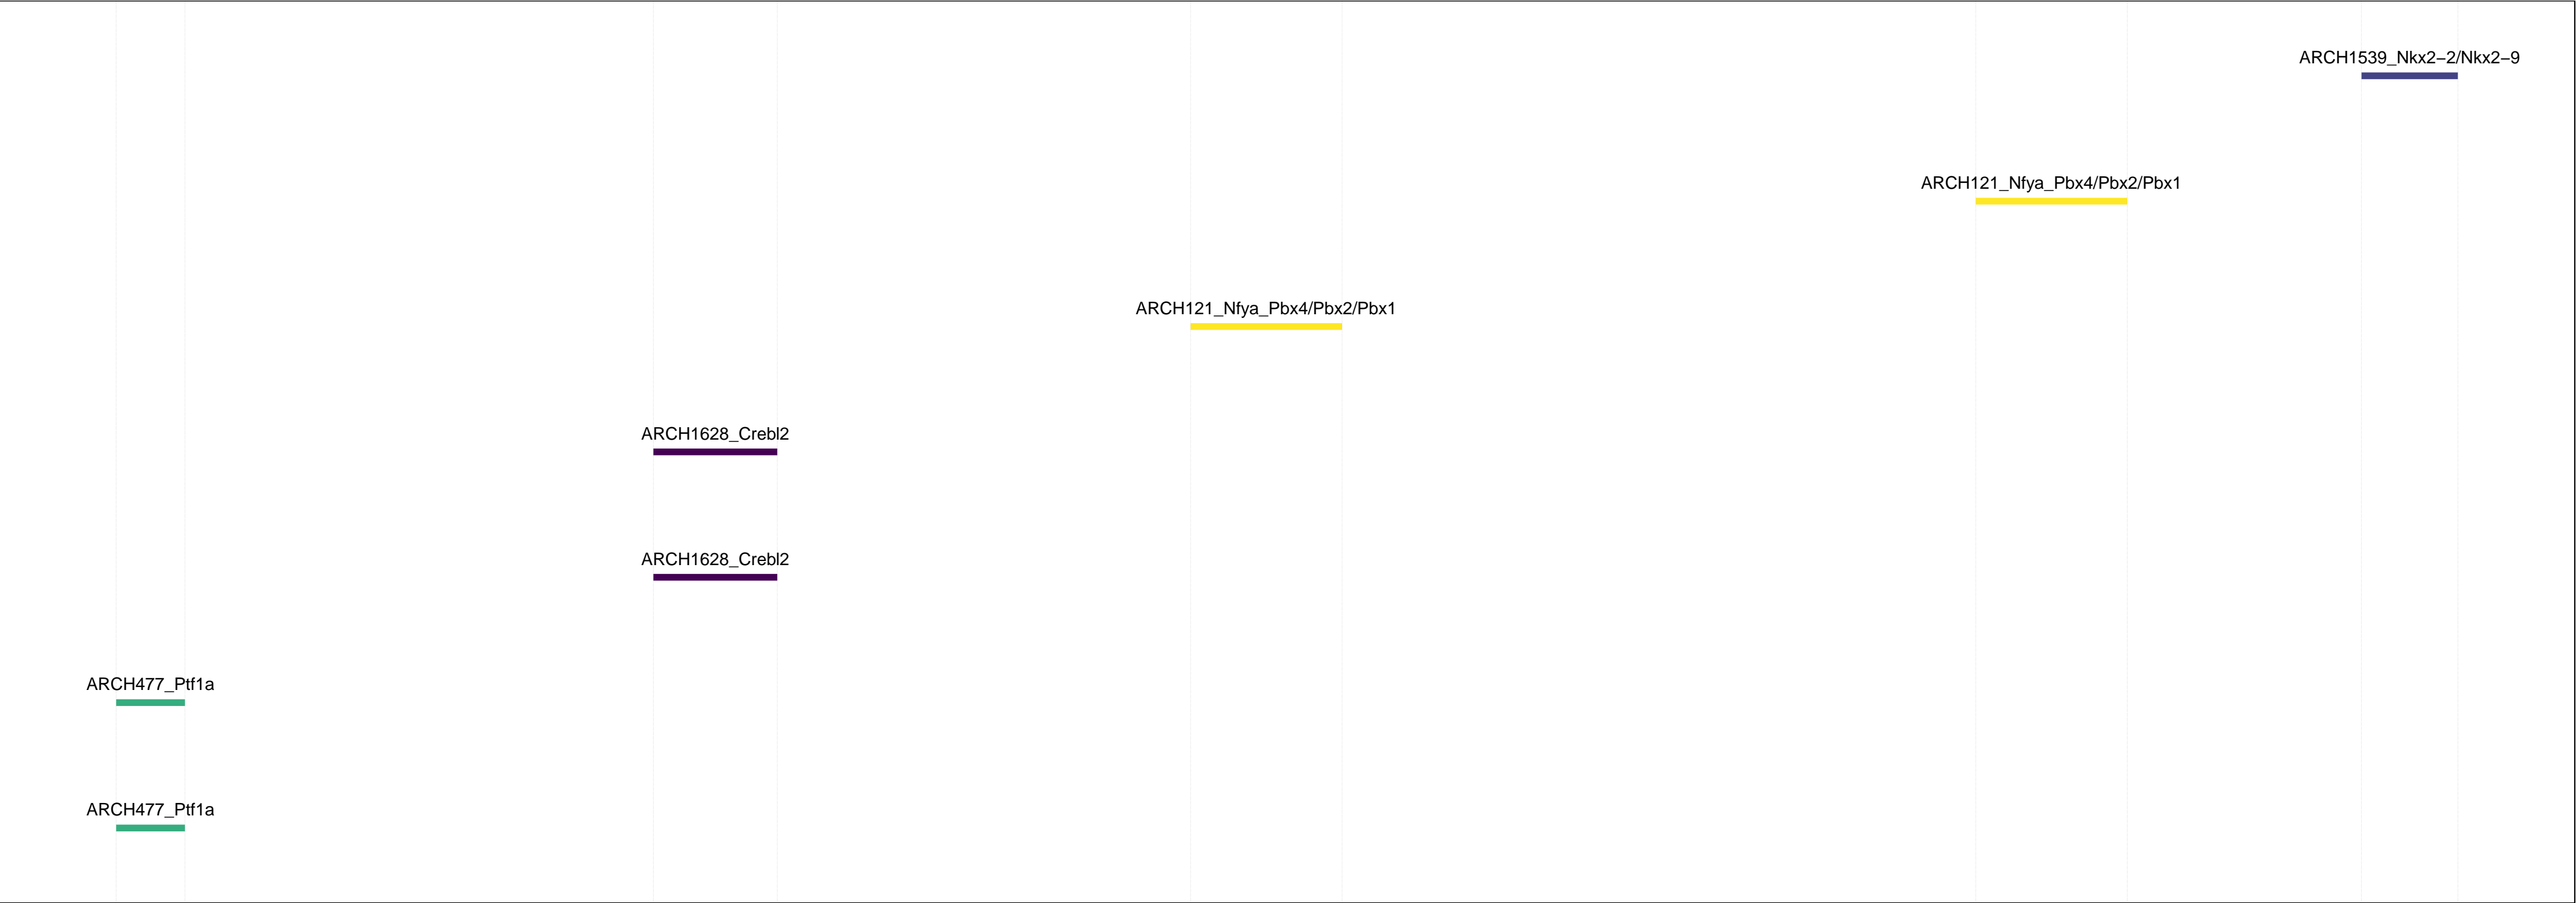 ARCH1539_Nkx2−2/Nkx2−9
ARCH121_Nfya_Pbx4/Pbx2/Pbx1
ARCH121_Nfya_Pbx4/Pbx2/Pbx1
ARCH1628_Crebl2
ARCH1628_Crebl2
ARCH477_Ptf1a
ARCH477_Ptf1a